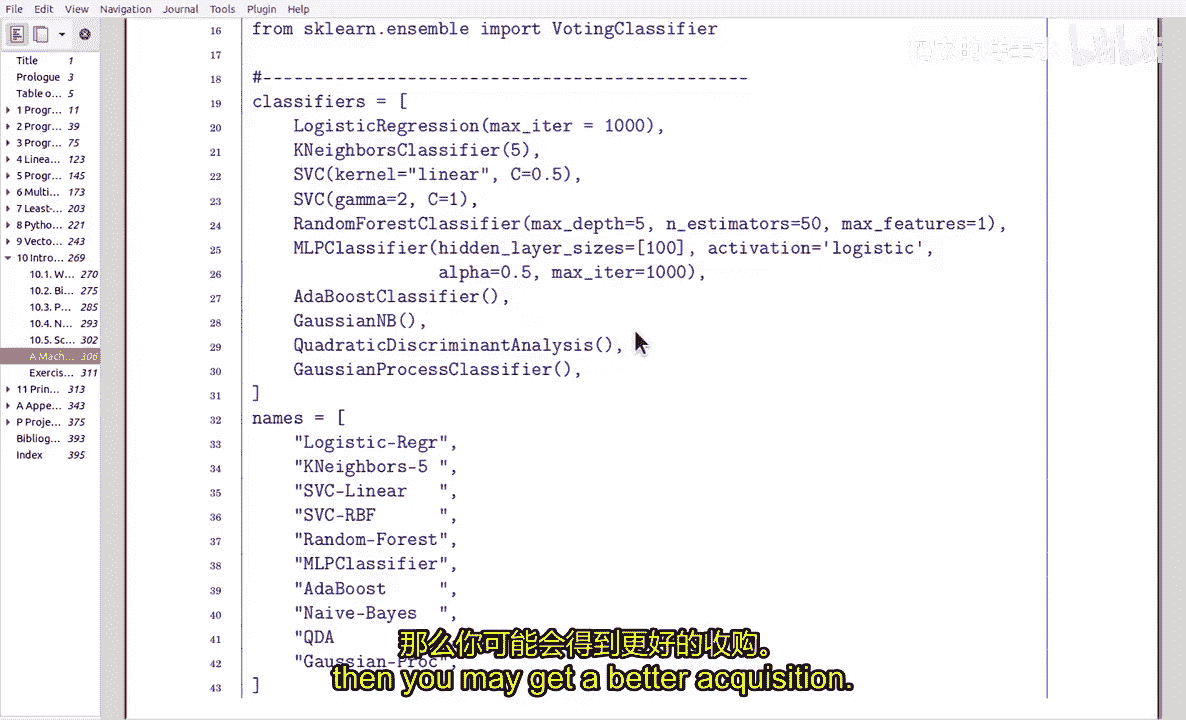 File Edit View Navigation Journal Tools Plugin Help
Title 1
Prologue 3
Table o... 5
1 Progr... 11
2 Progr... 39
3 Progr... 75
4 Linea... 123
5 Progr... 145
6 Multi... 173
7 Least-... 203
8 Pytho... 221
9 Vecto... 243
10 Intro... 269
10.1. W... 270
10.2. Bi... 275
10.3. P... 285
10.4. N... 293
10.5. Sc... 302
A Mach... 306
Exercis... 311
11 Prin... 313
A Appe... 343
P Proje... 375
Bibliog... 393
Index 395
16 from sklearn.ensemble import VotingClassifier
17
18 #-----------------------------------------------
19 classifiers = [
20 LogisticRegression(max_iter = 1000),
21 KNeighborsClassifier(5),
22 SVC(kernel="linear", C=0.5),
23 SVC(gamma=2, C=1),
24 RandomForestClassifier(max_depth=5, n_estimators=50, max_features=1),
25 MLPClassifier(hidden_layer_sizes=[100], activation='logistic',
26 alpha=0.5, max_iter=1000),
27 AdaBoostClassifier(),
28 GaussianNB(),
29 QuadraticDiscriminantAnalysis(),
30 GaussianProcessClassifier(),
31 ]
32 names = [
33 "Logistic-Regr",
34 "KNeighbors-5 ",
35 "SVC-Linear   ",
36 "SVC-RBF      ",
37 "Random-Forest",
38 "MLPClassifier",
39 "AdaBoost     ",
40 "Naive-Bayes  ",
41 "QDA
42 "Gaussian-Proc",
43 ]
那么你可能会得到更好的收购。
then you may get a better acquisition.